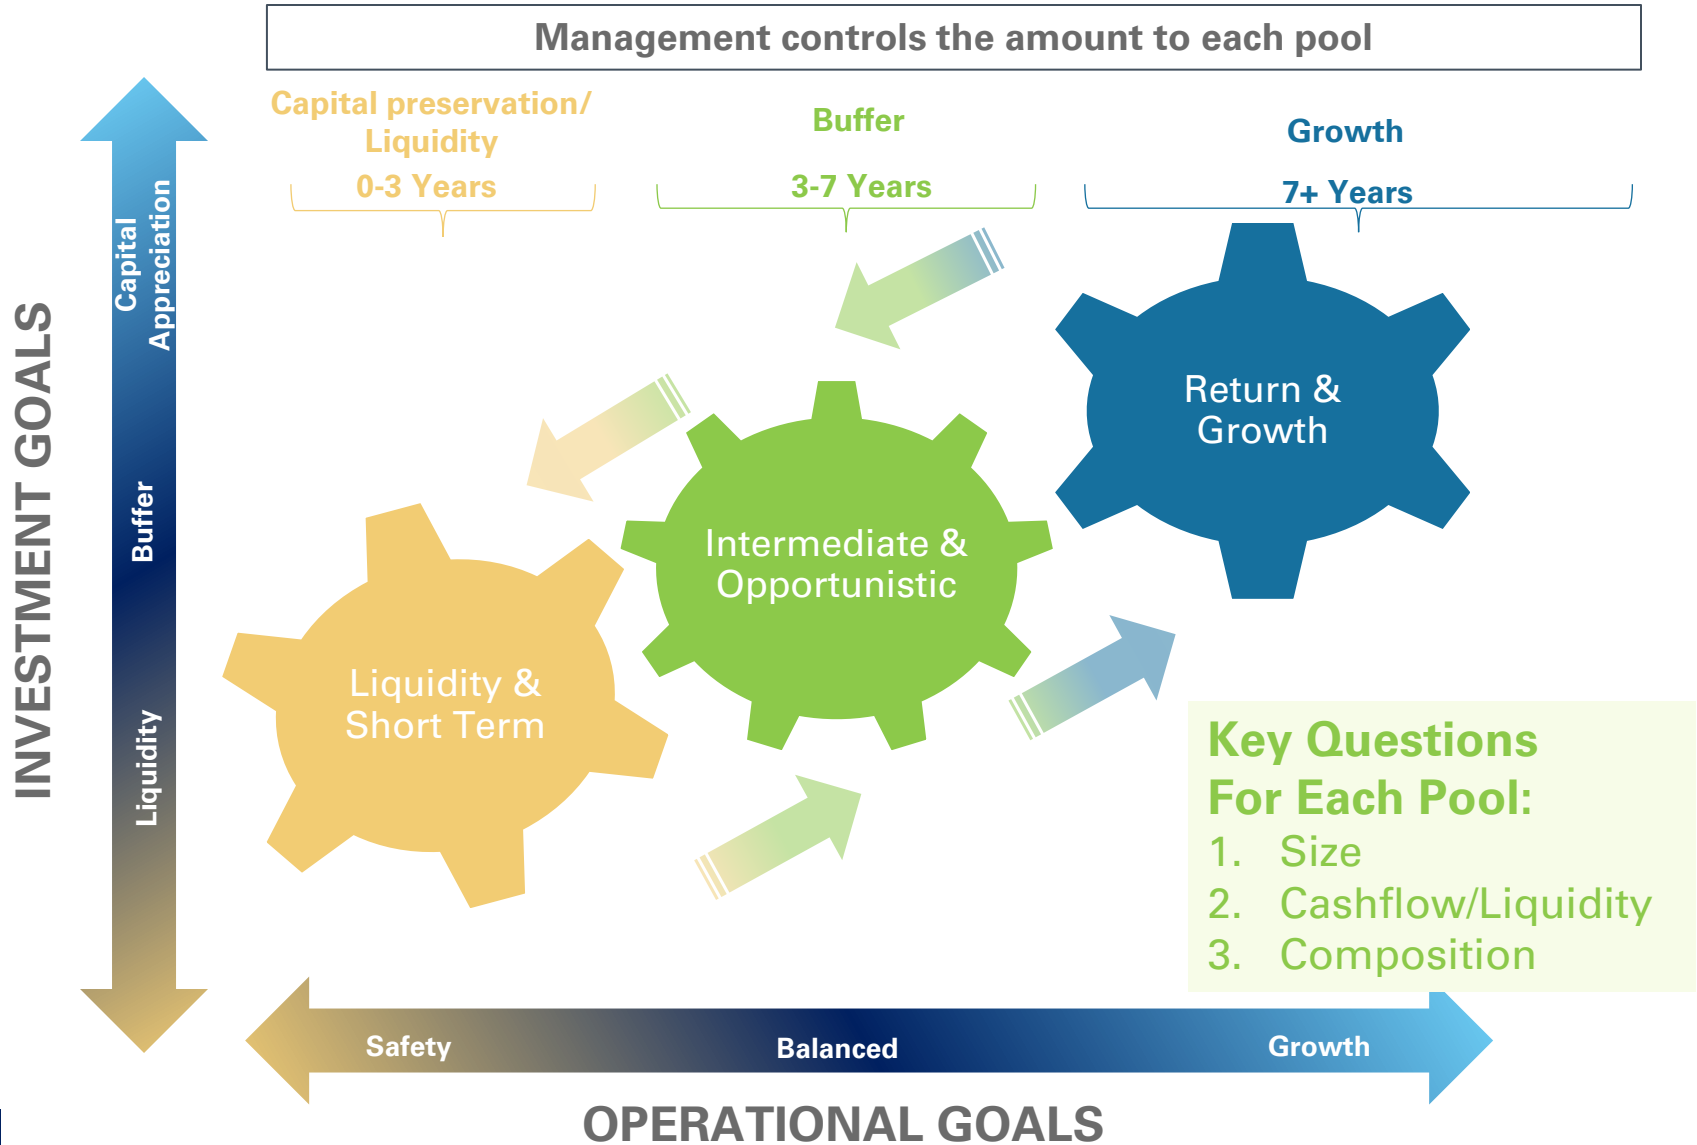 Management controls the amount to each pool
Capital preservation/
Liquidity
0-3 Years
Buffer
3-7 Years
Growth
7+ Years
INVESTMENT GOALS
Capital
Appreciation
Buffer
Liquidity
Return &
Growth
Intermediate &
Opportunistic
Liquidity &
Short Term
Key Questions
For Each Pool:
1. Size
2. Cashflow/Liquidity
3. Composition
Safety
Balanced
Growth
OPERATIONAL GOALS